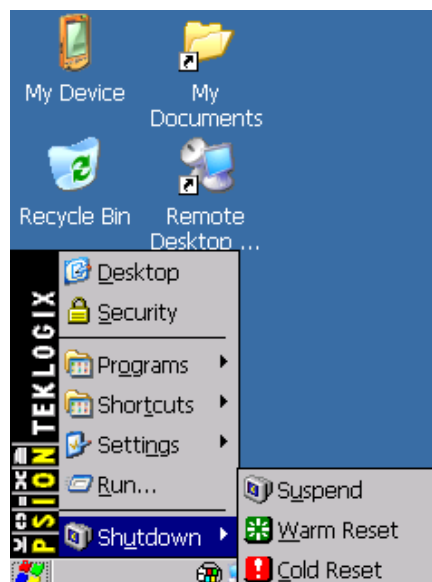 My Device
My
Documents
Recycle Bin
Remote
Desktop ...
PSION TEKLOGIX
Desktop
Security
Programs
Shortcuts
Settings
Run...
Shutdown
Suspend
Warm Reset
Cold Reset